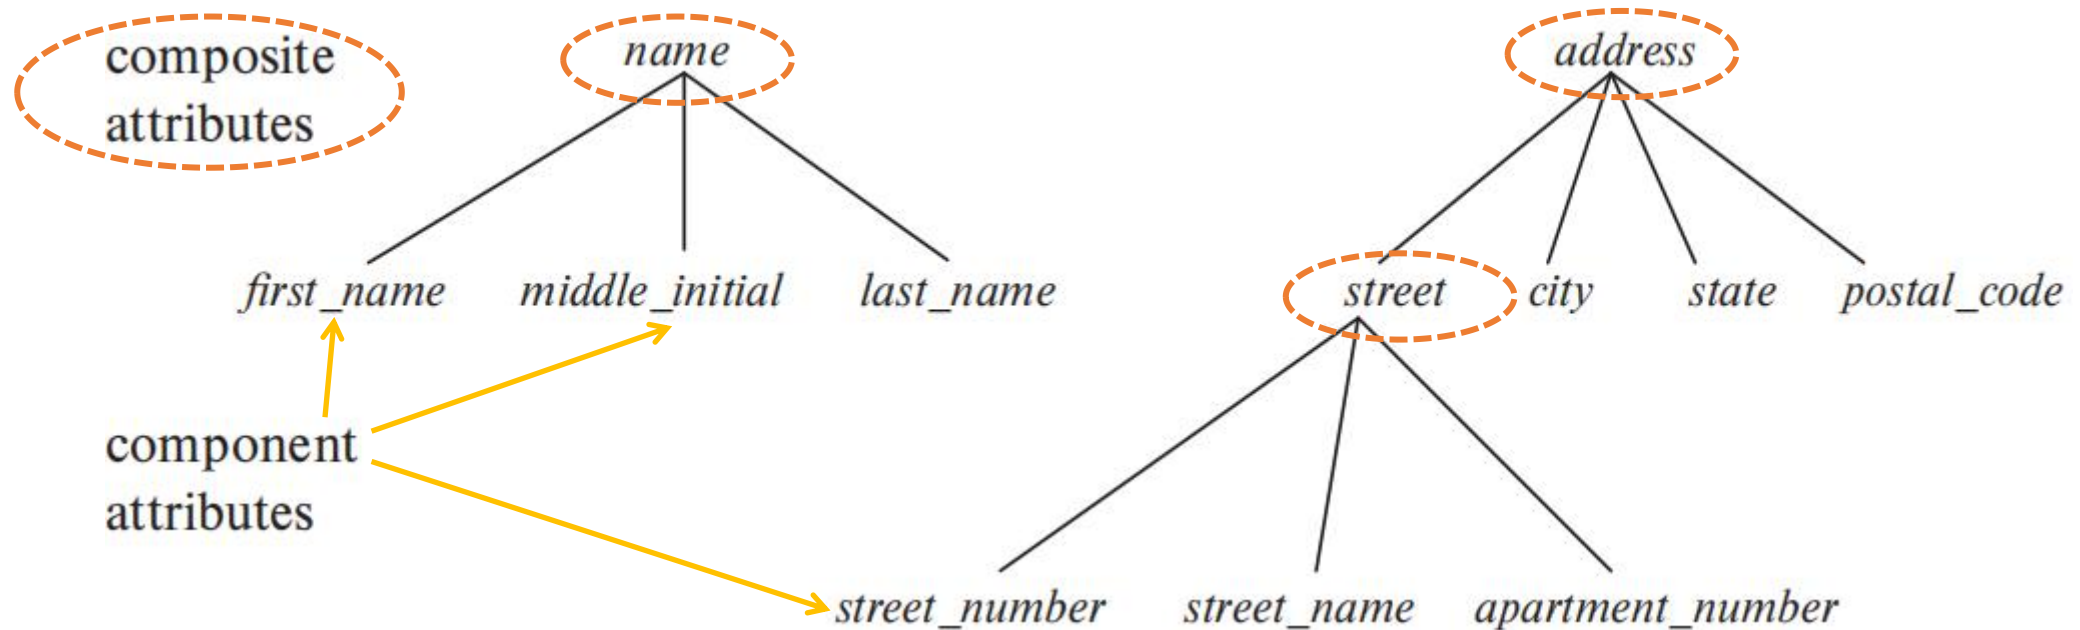 composite
attributes
name
address
first_name
middle_initial
last_name
street
city
state
postal_code
component
attributes
street_number
street_name
apartment_number